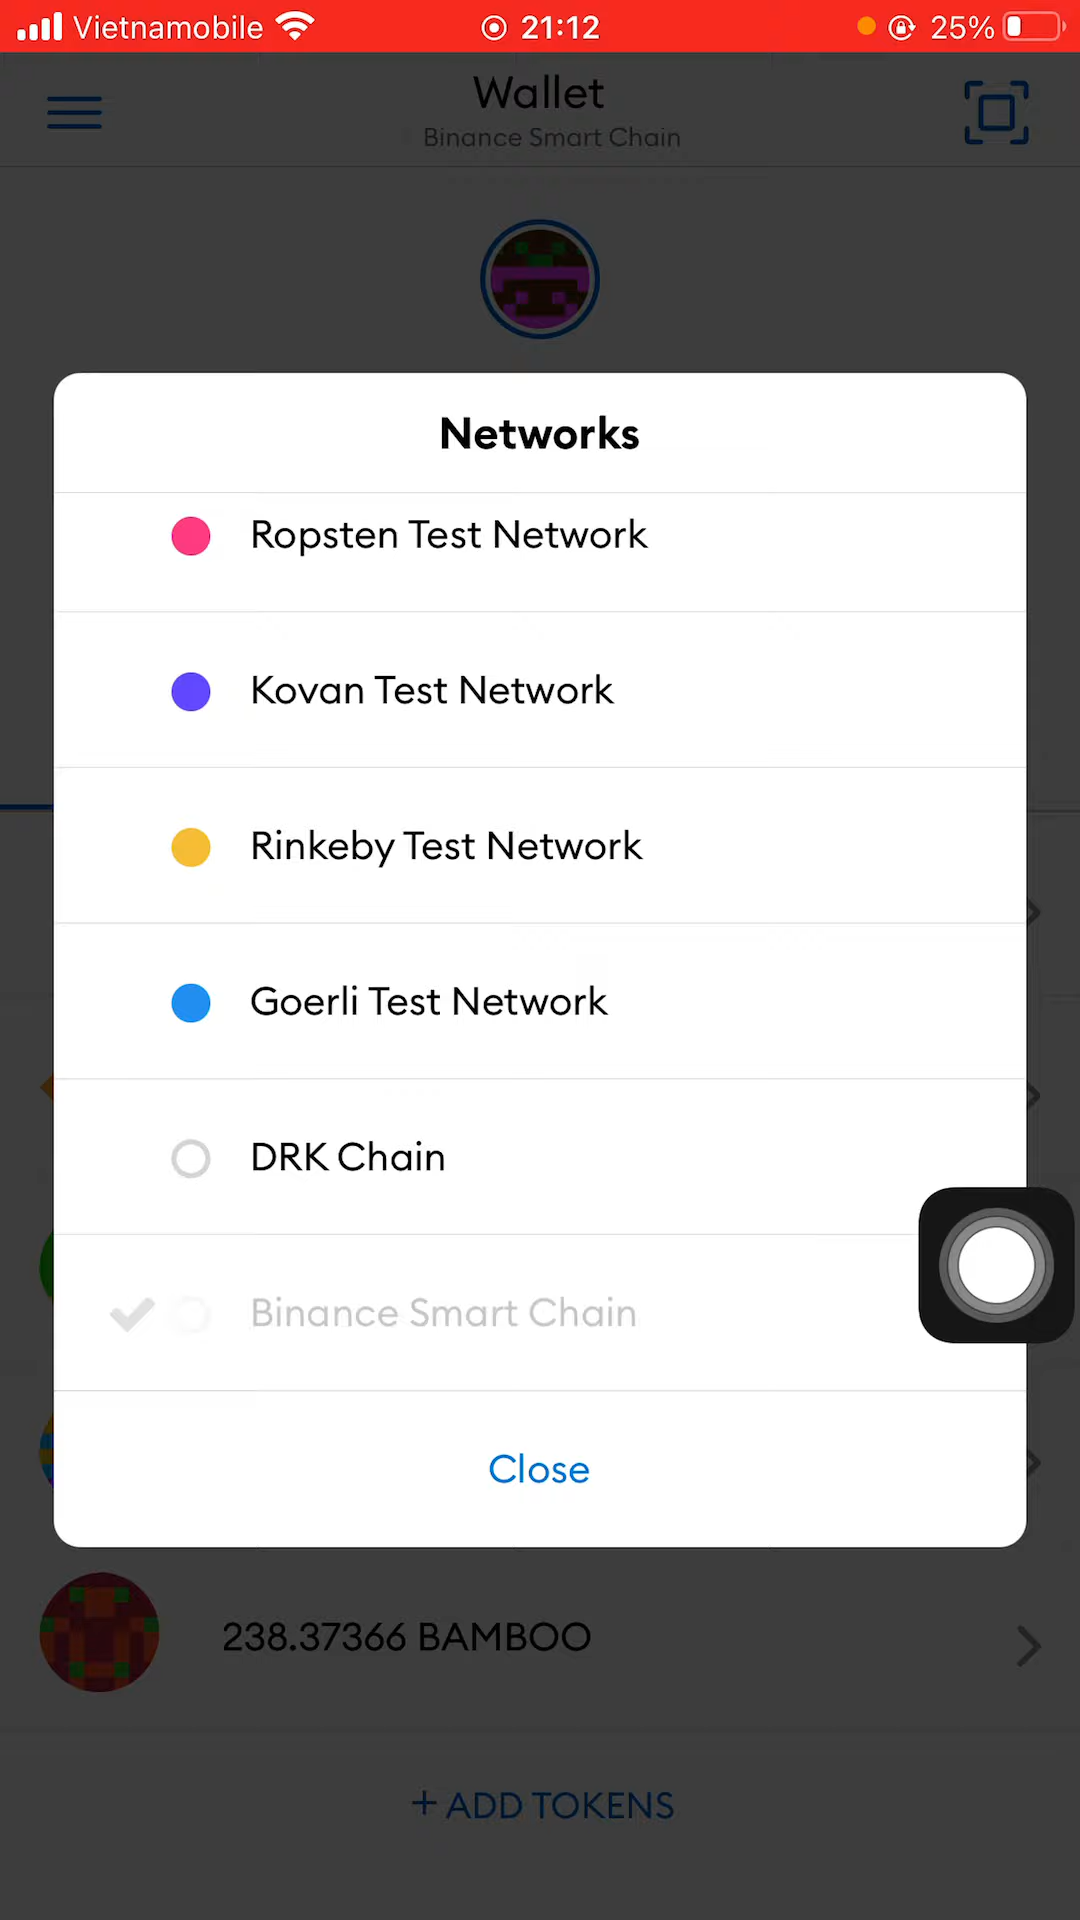 Vietnamobile 21:12 25%
Wallet
Binance Smart Chain
Networks
Ropsten Test Network
Kovan Test Network
Rinkeby Test Network
Goerli Test Network
DRK Chain
Binance Smart Chain
Close
238.37366 BAMBOO
+ ADD TOKENS